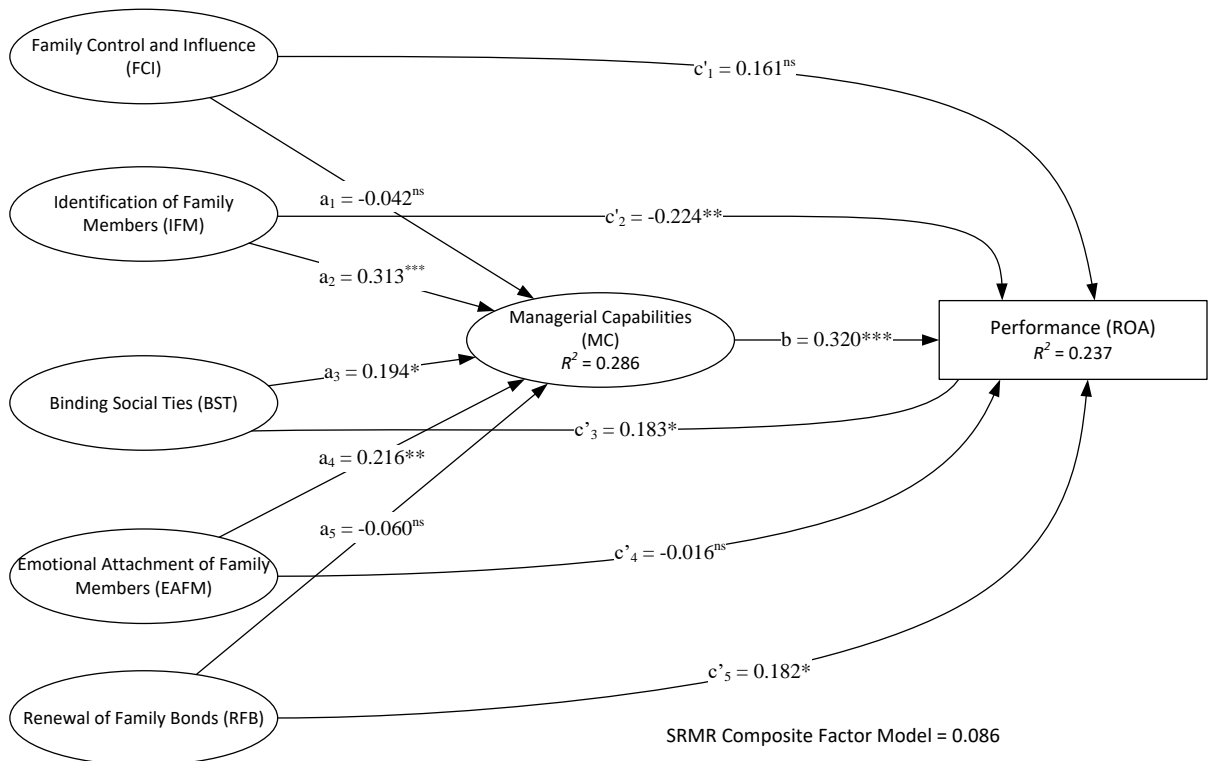 Family Control and Influence
(FCI)
c'₁ = 0.161ⁿˢ
a₁ = -0.042ⁿˢ
Identification of Family
Members (IFM)
c'₂ = -0.224**
a₂ = 0.313***
Managerial Capabilities
(MC)
R² = 0.286
b = 0.320***
Performance (ROA)
R² = 0.237
a₃ = 0.194*
Binding Social Ties (BST)
c’₃ = 0.183*
a₄ = 0.216**
a₅ = -0.060ⁿˢ
Emotional Attachment of Family
Members (EAFM)
c’₄ = -0.016ⁿˢ
c’₅ = 0.182*
Renewal of Family Bonds (RFB)
SRMR Composite Factor Model = 0.086